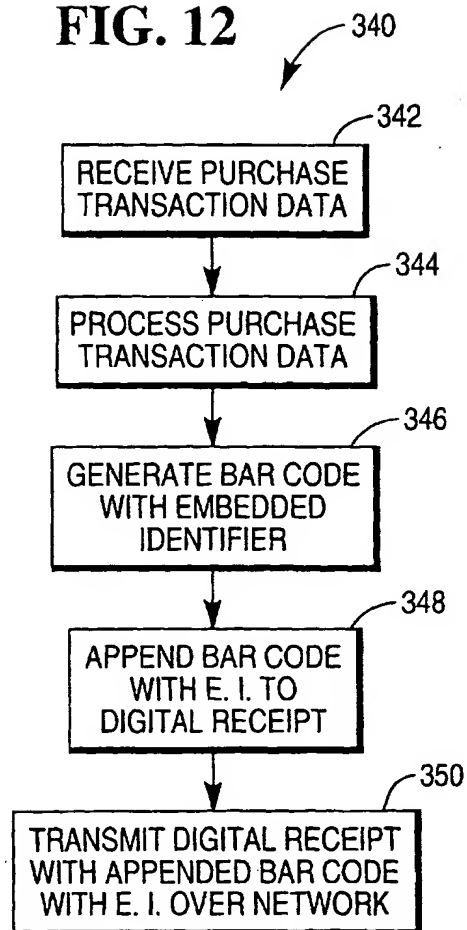 FIG. 12
340
342
RECEIVE PURCHASE
TRANSACTION DATA
344
PROCESS PURCHASE
TRANSACTION DATA
346
GENERATE BAR CODE
WITH EMBEDDED
IDENTIFIER
348
APPEND BAR CODE
WITH E. I. TO
DIGITAL RECEIPT
350
TRANSMIT DIGITAL RECEIPT
WITH APPENDED BAR CODE
WITH E. I. OVER NETWORK